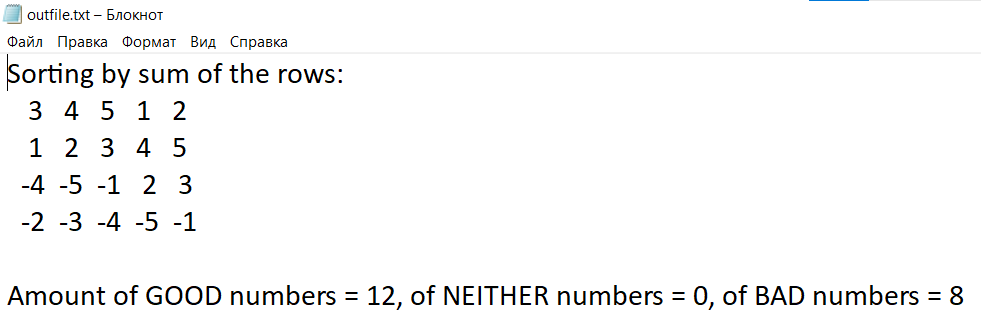 outfile.txt – Блокнот
Файл Правка Формат Вид Справка
Sorting by sum of the rows:
3 4 5 1 2
1 2 3 4 5
-4 -5 -1 2 3
-2 -3 -4 -5 -1
Amount of GOOD numbers = 12, of NEITHER numbers = 0, of BAD numbers = 8